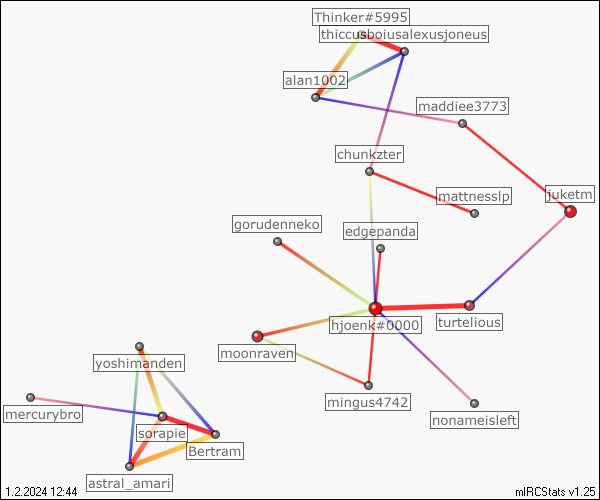 Thinker#5995
thiccusboiusalexusjoneus
alan1002
maddiee3773
chunkzter
mattnesslp
juketm
gorudenneko
edgepanda
hjoenk#0000
turtelious
moonraven
yoshimanden
mingus4742
mercurybro
nonameisleft
sorapie
Bertram
astral_amari
1.2.2024 12:44
mIRCStats v1.25